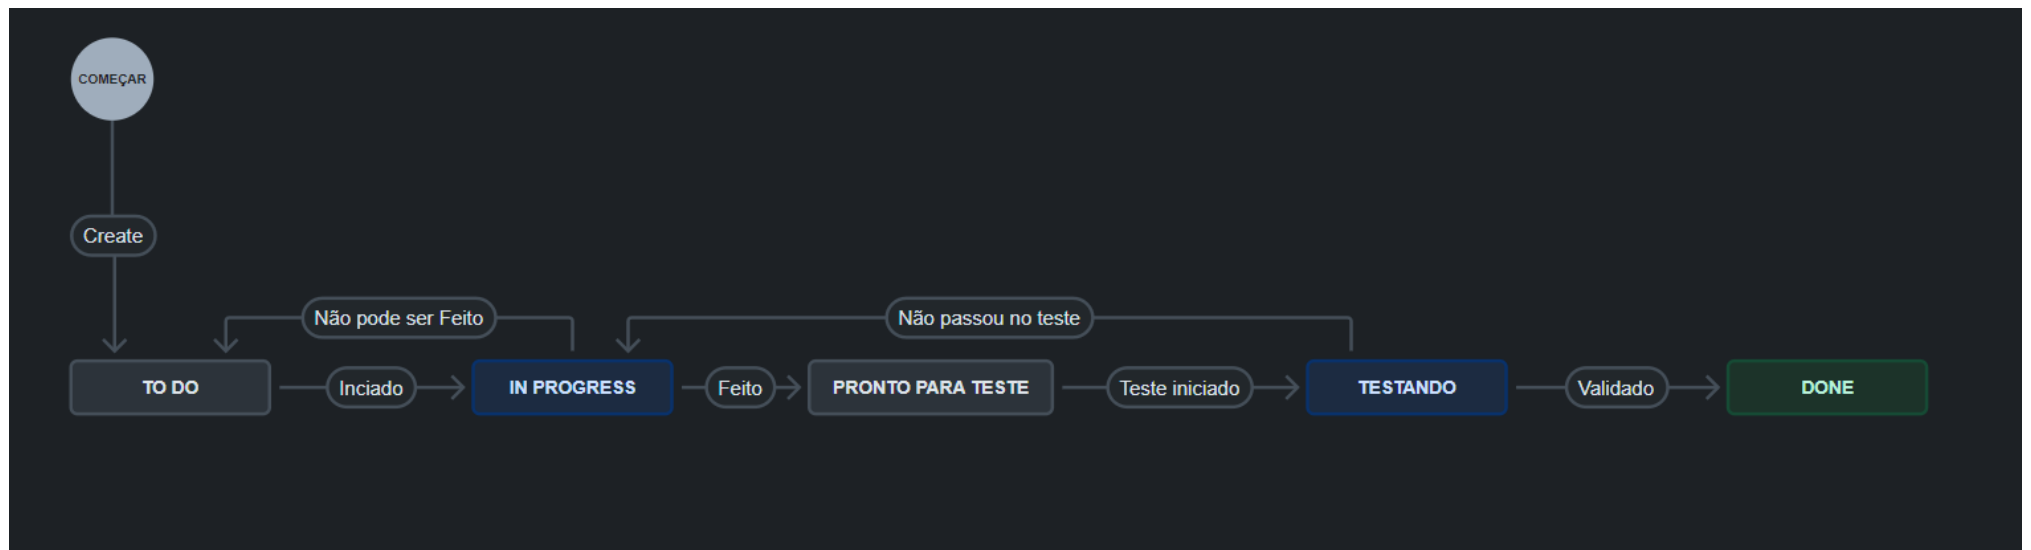 COMEÇAR
Create
Não pode ser Feito
Não passou no teste
TO DO
Inciado
IN PROGRESS
Feito
PRONTO PARA TESTE
Teste iniciado
TESTANDO
Validado
DONE